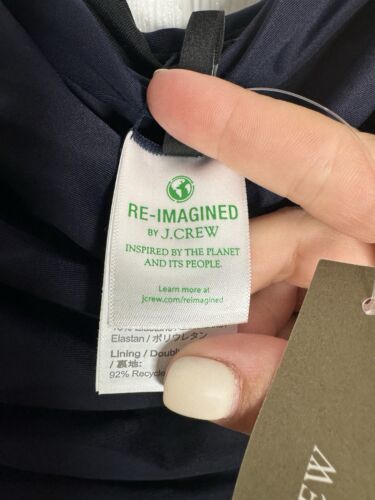 RE-IMAGINED
BY J.CREW
INSPIRED BY THE PLANET
AND ITS PEOPLE.
Learn more at
jcrew.com/reimagined
Elastan / ポリウレタン
Lining / Doubl
/ 裏地:
92% Recycle
EW